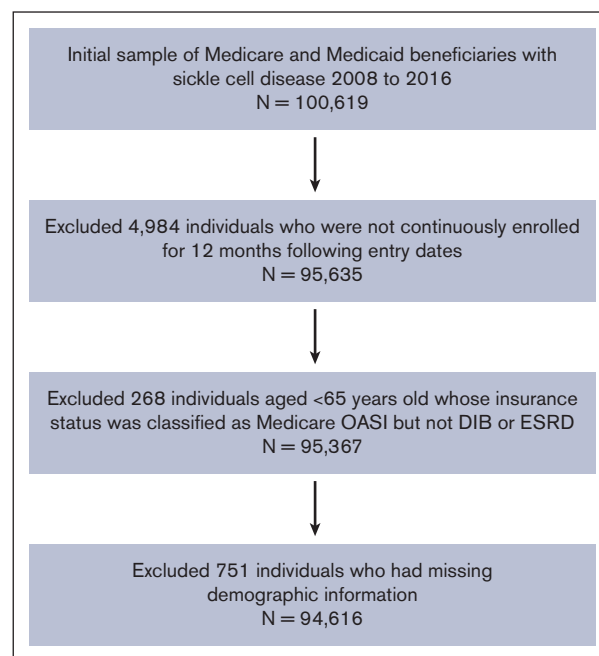 Initial sample of Medicare and Medicaid beneficiaries with
sickle cell disease 2008 to 2016
N = 100,619
Excluded 4,984 individuals who were not continuously enrolled
for 12 months following entry dates
N = 95,635
Excluded 268 individuals aged <65 years old whose insurance
status was classified as Medicare OASI but not DIB or ESRD
N = 95,367
Excluded 751 individuals who had missing
demographic information
N = 94,616